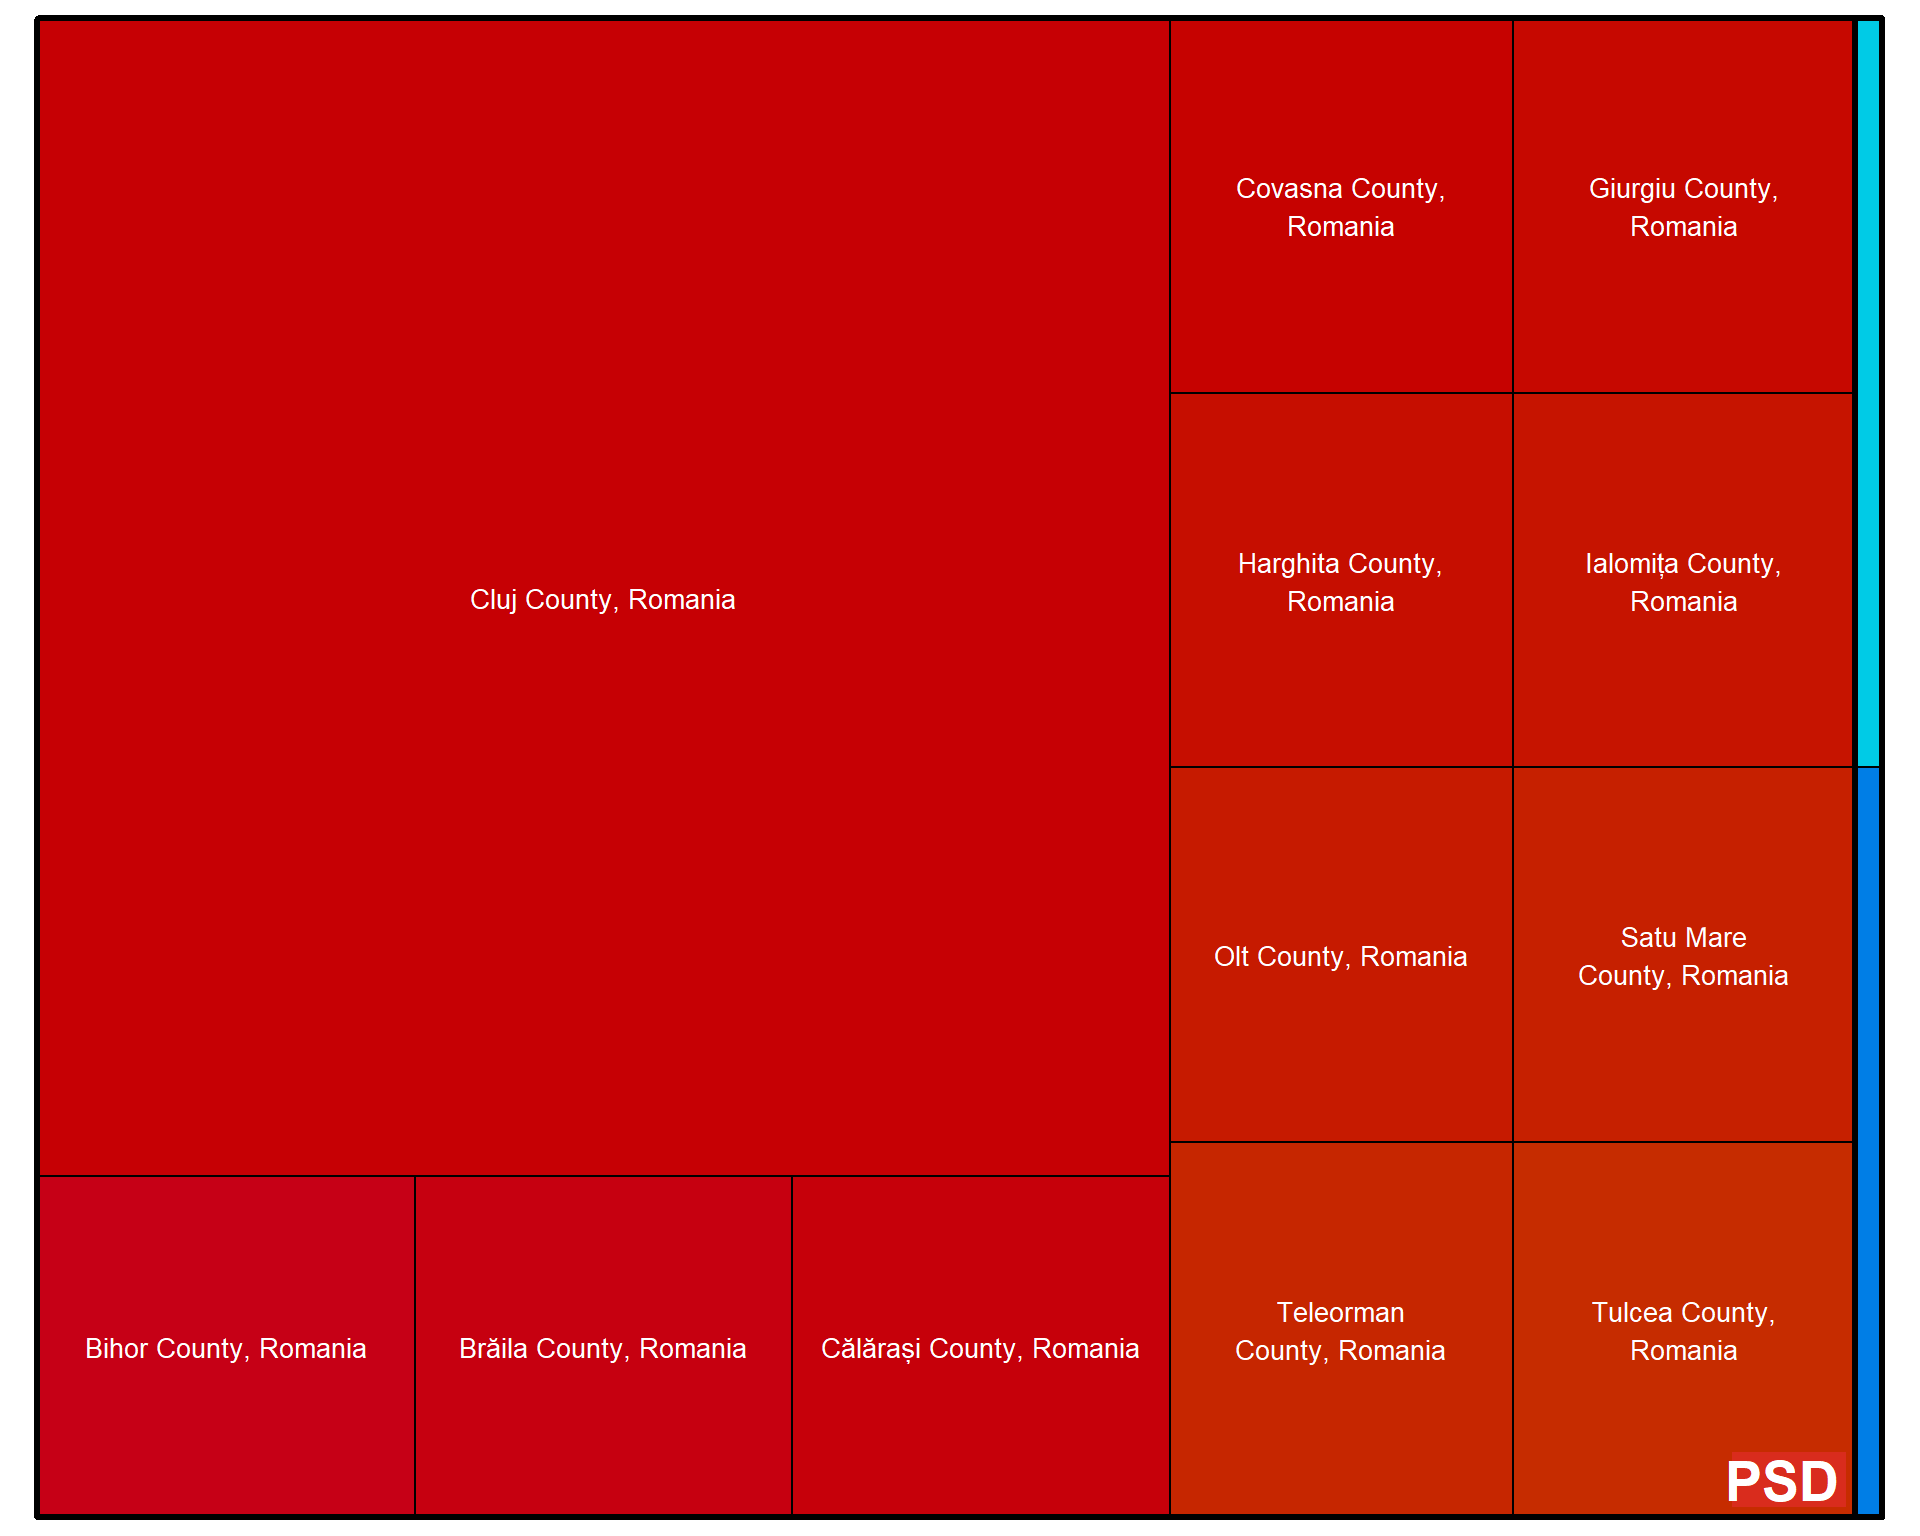 Cluj County, Romania
Covasna County,
Romania
Giurgiu County,
Romania
Harghita County,
Romania
Ialomița County,
Romania
Olt County, Romania
Satu Mare
County, Romania
Bihor County, Romania
Brăila County, Romania
Călărași County, Romania
Teleorman
County, Romania
Tulcea County,
Romania
PSD